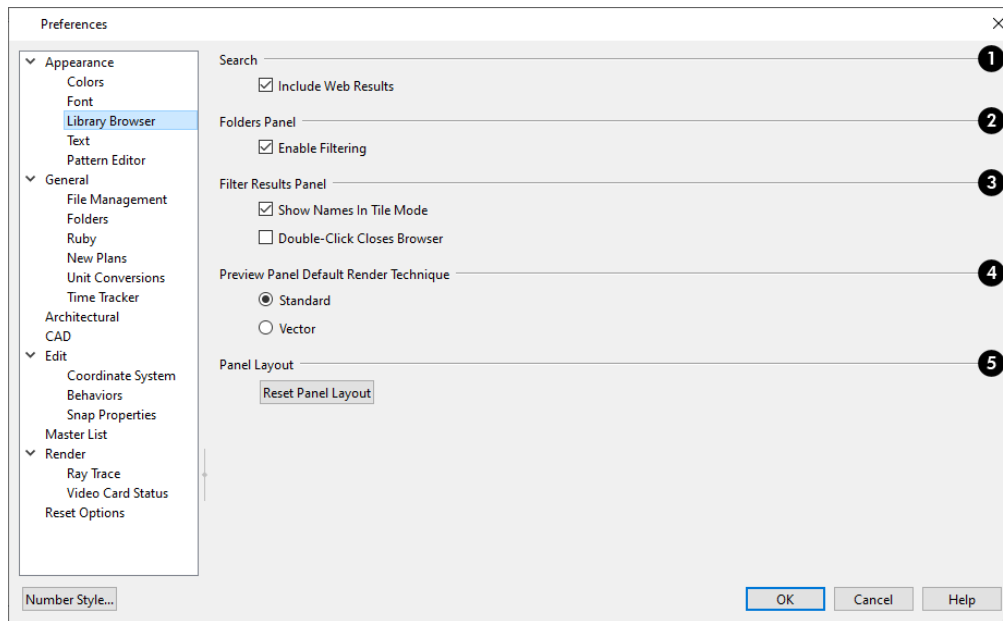 Preferences
Appearance
Colors
Font
Library Browser
Text
Pattern Editor
General
File Management
Folders
Ruby
New Plans
Unit Conversions
Time Tracker
Architectural
CAD
Edit
Coordinate System
Behaviors
Snap Properties
Master List
Render
Ray Trace
Video Card Status
Reset Options
Search 1
Include Web Results
Folders Panel 2
Enable Filtering
Filter Results Panel 3
Show Names In Tile Mode
Double-Click Closes Browser
Preview Panel Default Render Technique 4
Standard
Vector
Panel Layout 5
Reset Panel Layout
Number Style... OK Cancel Help